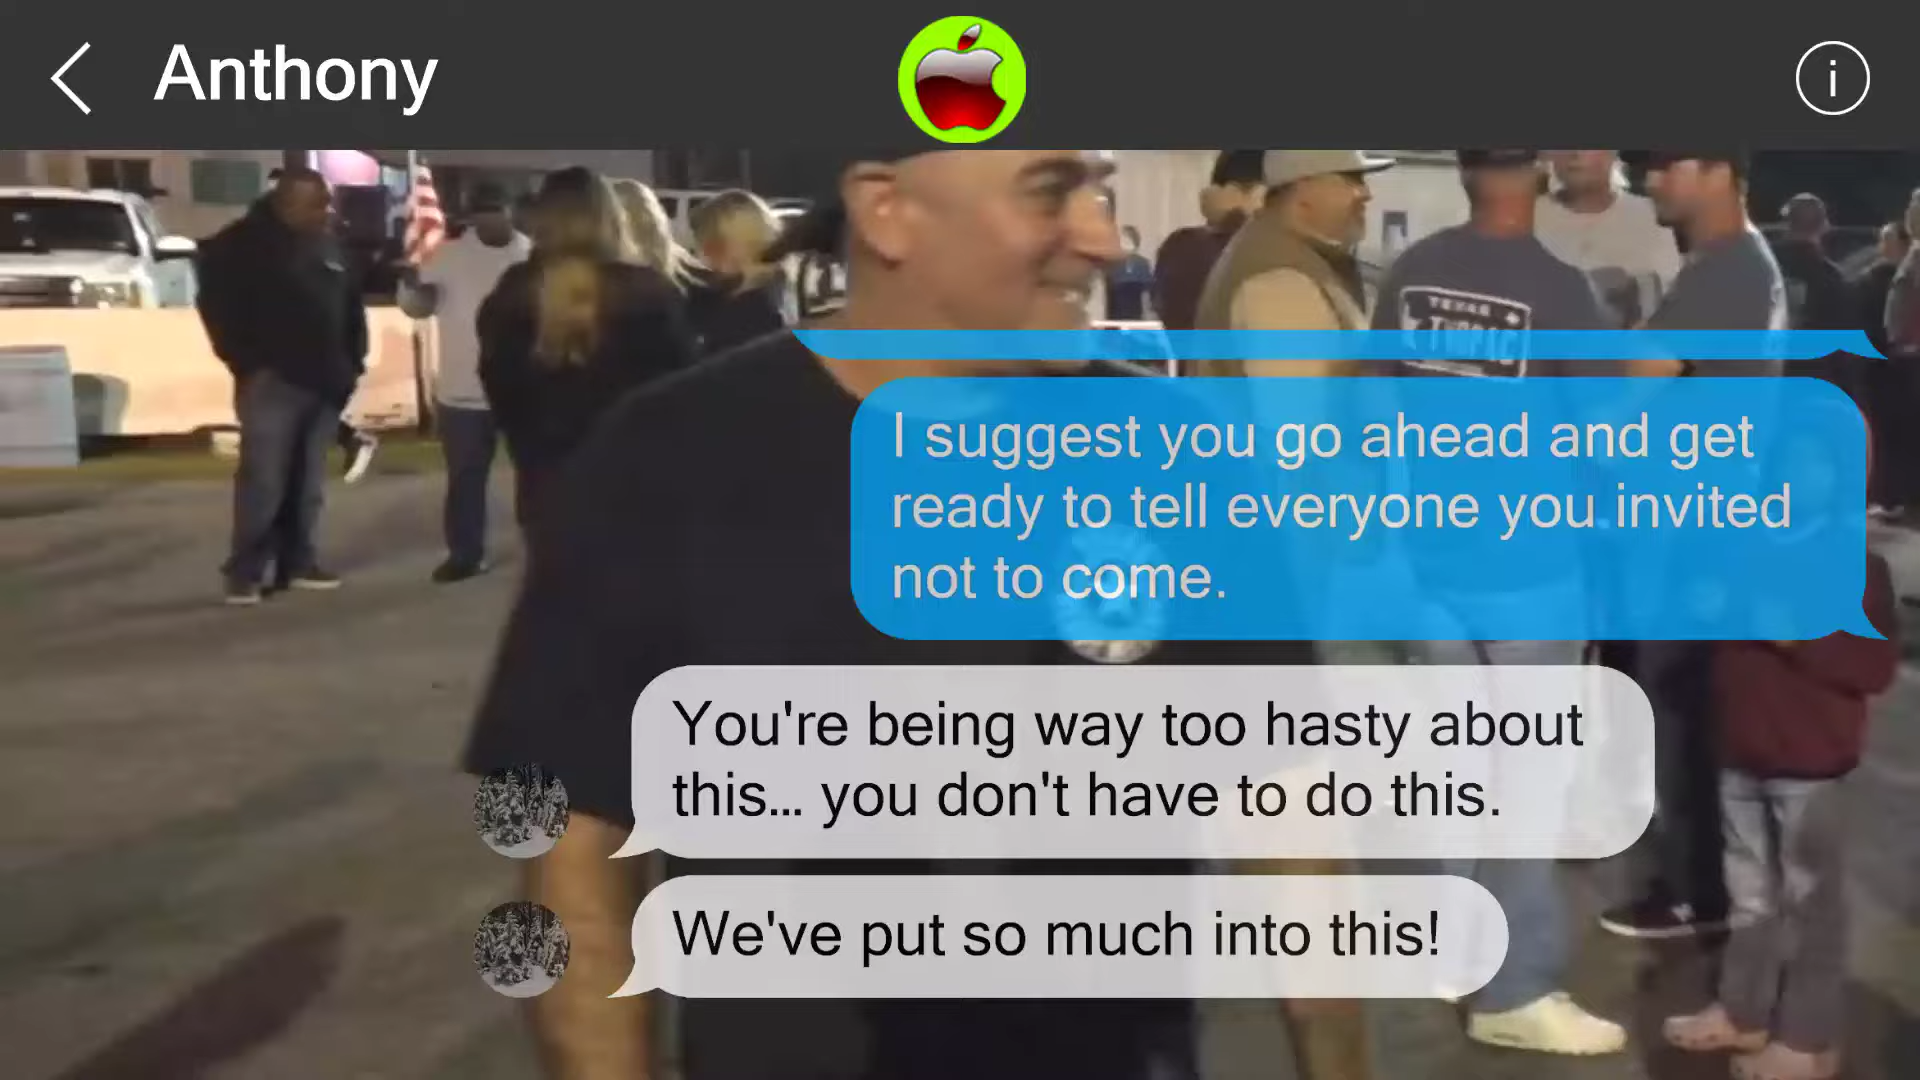 Anthony
i
TEXAS
I suggest you go ahead and get
ready to tell everyone you invited
not to come.
You're being way too hasty about
this... you don't have to do this.
We've put so much into this!